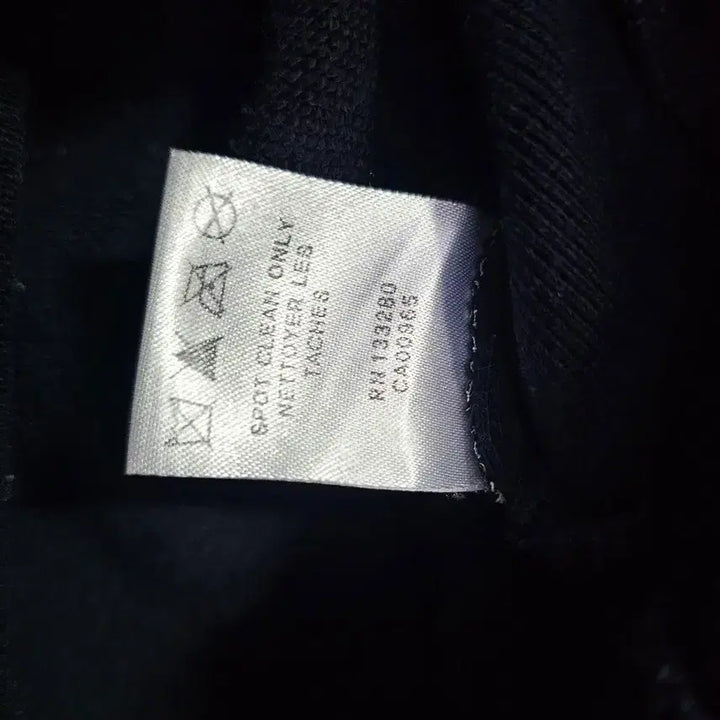 SPOT CLEAN ONLY
NETTOYER LES
TACHES
RN 133280
CA00965